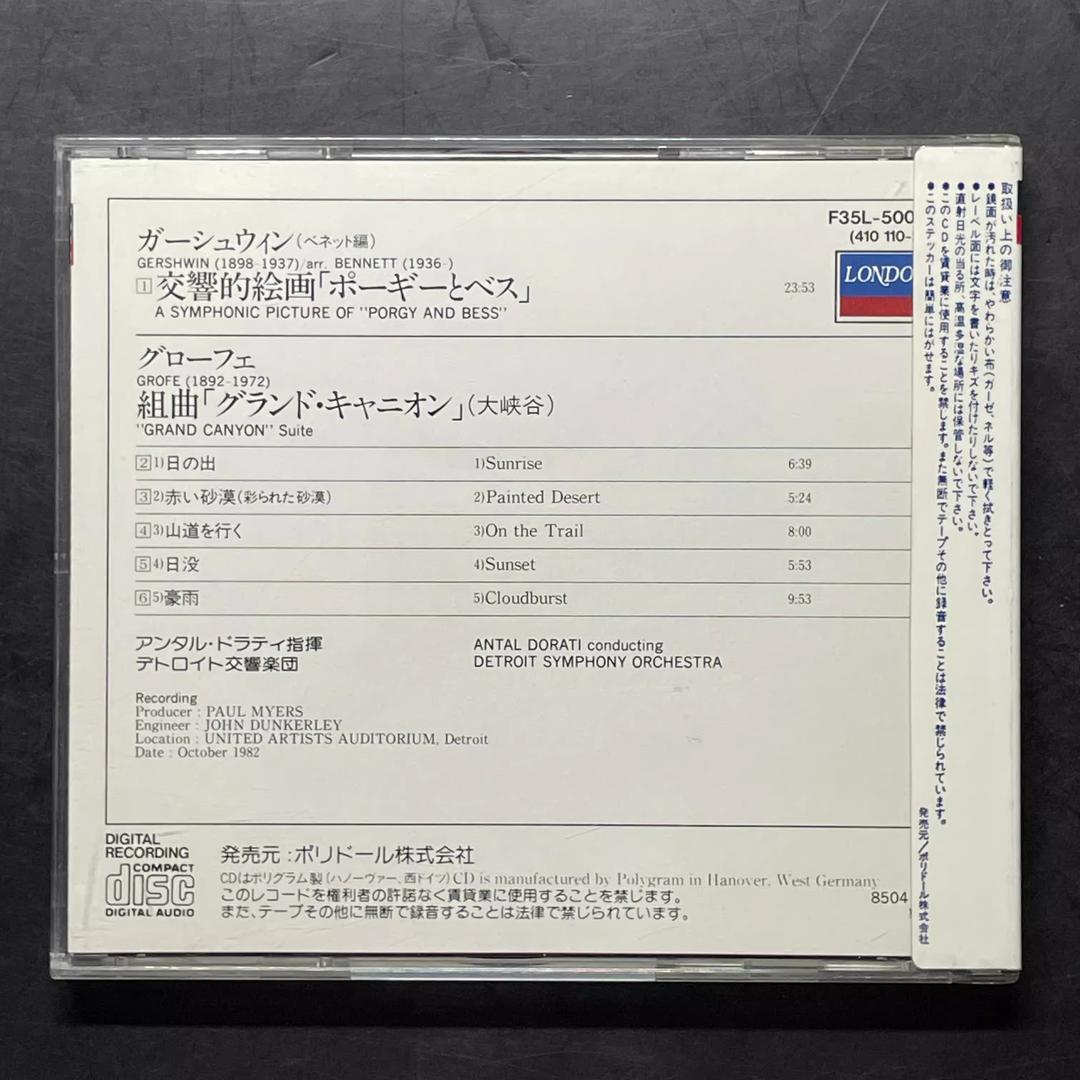 ガーシュウィン(ベネット編)
GERSHWIN (1898-1937)/arr. BENNETT (1936-)
1 交響的絵画「ポーギーとベス」 23:53
A SYMPHONIC PICTURE OF "PORGY AND BESS"
F35L-500
(410 110-
LONDO
グローフェ
GROFE (1892-1972)
組曲「グランド・キャニオン」(大峡谷)
"GRAND CANYON" Suite
2 1)日の出 1)Sunrise 6:39
3 2)赤い砂漠(彩られた砂漠) 2)Painted Desert 5:24
4 3)山道を行く 3)On the Trail 8:00
5 4)日没 4)Sunset 5:53
6 5)豪雨 5)Cloudburst 9:53
アンタル・ドラティ指揮 ANTAL DORATI conducting
デトロイト交響楽団 DETROIT SYMPHONY ORCHESTRA
Recording
Producer : PAUL MYERS
Engineer : JOHN DUNKERLEY
Location : UNITED ARTISTS AUDITORIUM, Detroit
Date : October 1982
DIGITAL
RECORDING
COMPACT
disc
DIGITAL AUDIO
発売元:ポリドール株式会社
CDはポリグラム製(ハノーヴァー、西ドイツ) CD is manufactured by Polygram in Hanover, West Germany
このレコードを権利者の許諾なく賃貸業に使用することを禁じます。
また、テープその他に無断で録音することは法律で禁じられています。
8504
取扱い上の御注意
●鏡面が汚れた時は、やわらかい布(ガーゼ、ネル等)で軽く拭きとって下さい。
●レーベル面には文字を書いたりキズを付けたりしないで下さい。
●直射日光の当る所、高温多湿な場所には保管しないで下さい。
●このCDを賃貸業に使用することを禁じます。また無断でテープその他に録音することは法律で禁じられています。
●このステッカーは簡単にはがせます。
発売元/ポリドール株式会社